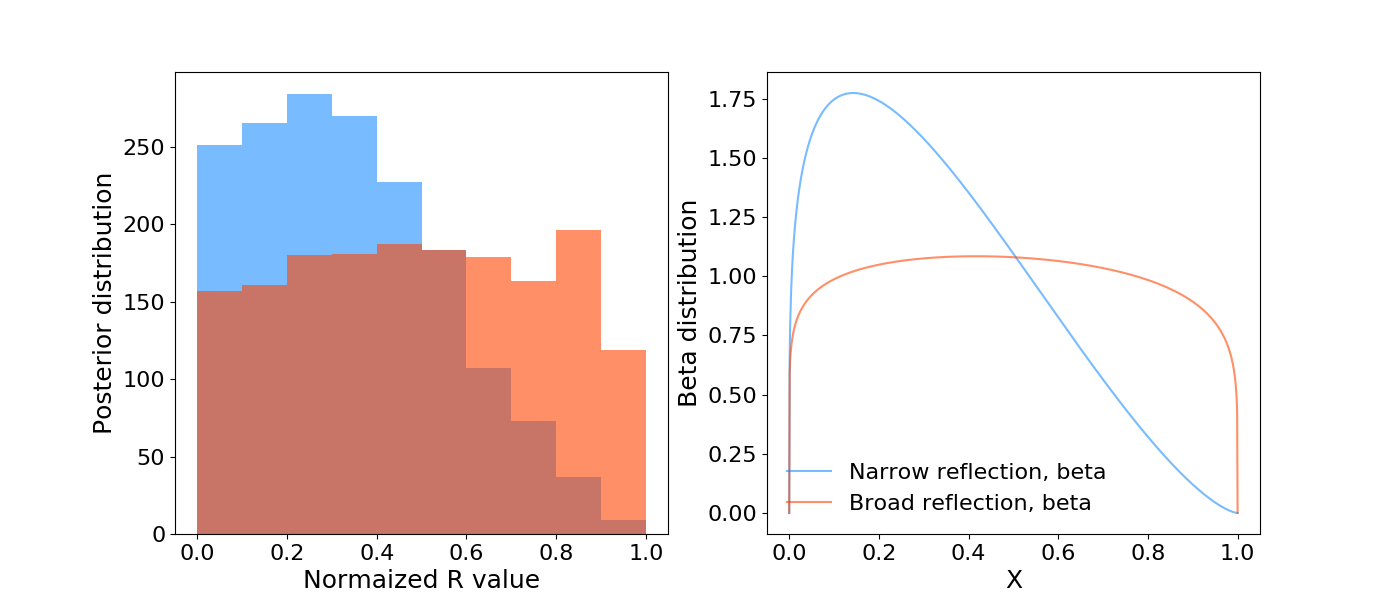 Posterior distribution
250
200
150
100
50
0
0.0 0.2 0.4 0.6 0.8 1.0
Normaized R value
Beta distribution
1.75
1.50
1.25
1.00
0.75
0.50
0.25
0.00
Narrow reflection, beta
Broad reflection, beta
0.0 0.2 0.4 0.6 0.8 1.0
X